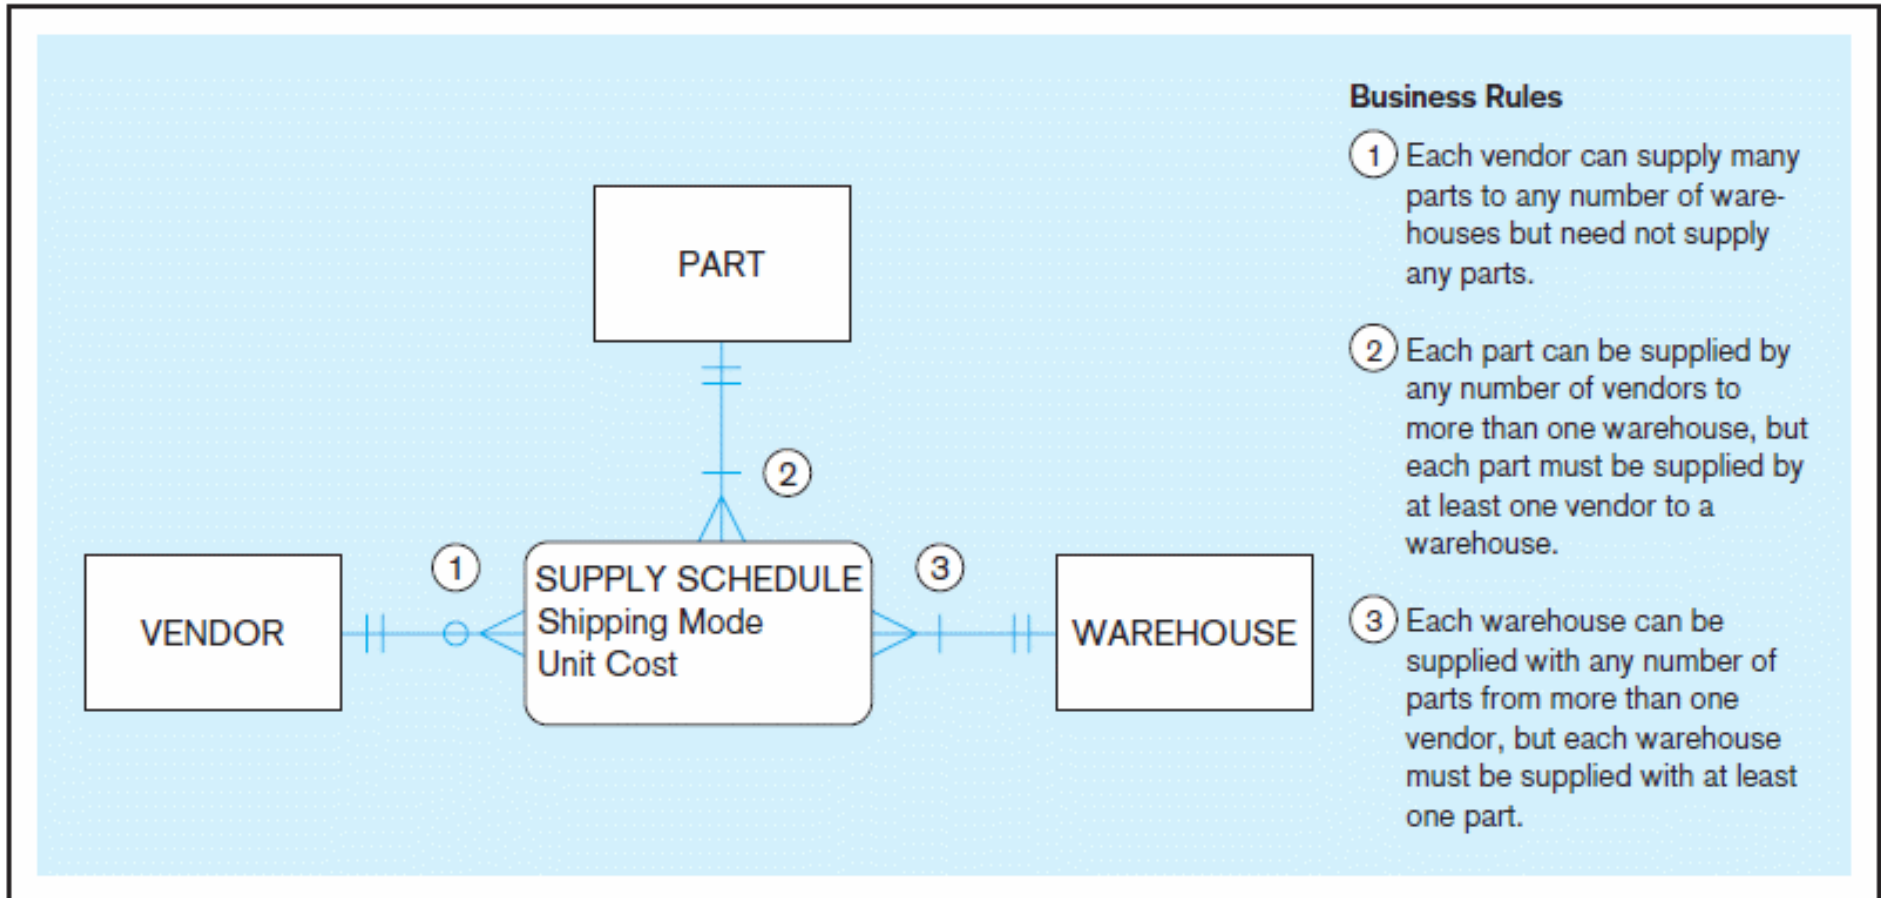 PART
2
1
3
VENDOR
SUPPLY SCHEDULE
Shipping Mode
Unit Cost
WAREHOUSE
Business Rules
1 Each vendor can supply many
parts to any number of ware-
houses but need not supply
any parts.
2 Each part can be supplied by
any number of vendors to
more than one warehouse, but
each part must be supplied by
at least one vendor to a
warehouse.
3 Each warehouse can be
supplied with any number of
parts from more than one
vendor, but each warehouse
must be supplied with at least
one part.